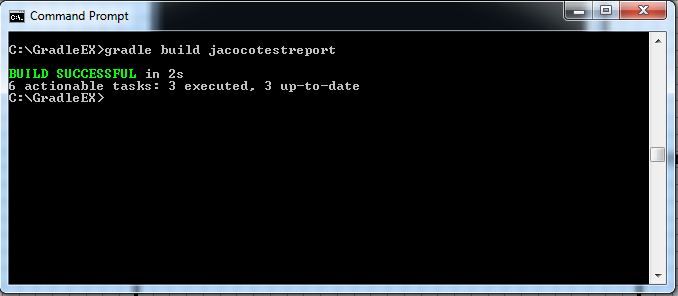 Command Prompt
C:\GradleEX>gradle build jacocotestreport
BUILD SUCCESSFUL in 2s
6 actionable tasks: 3 executed, 3 up-to-date
C:\GradleEX>